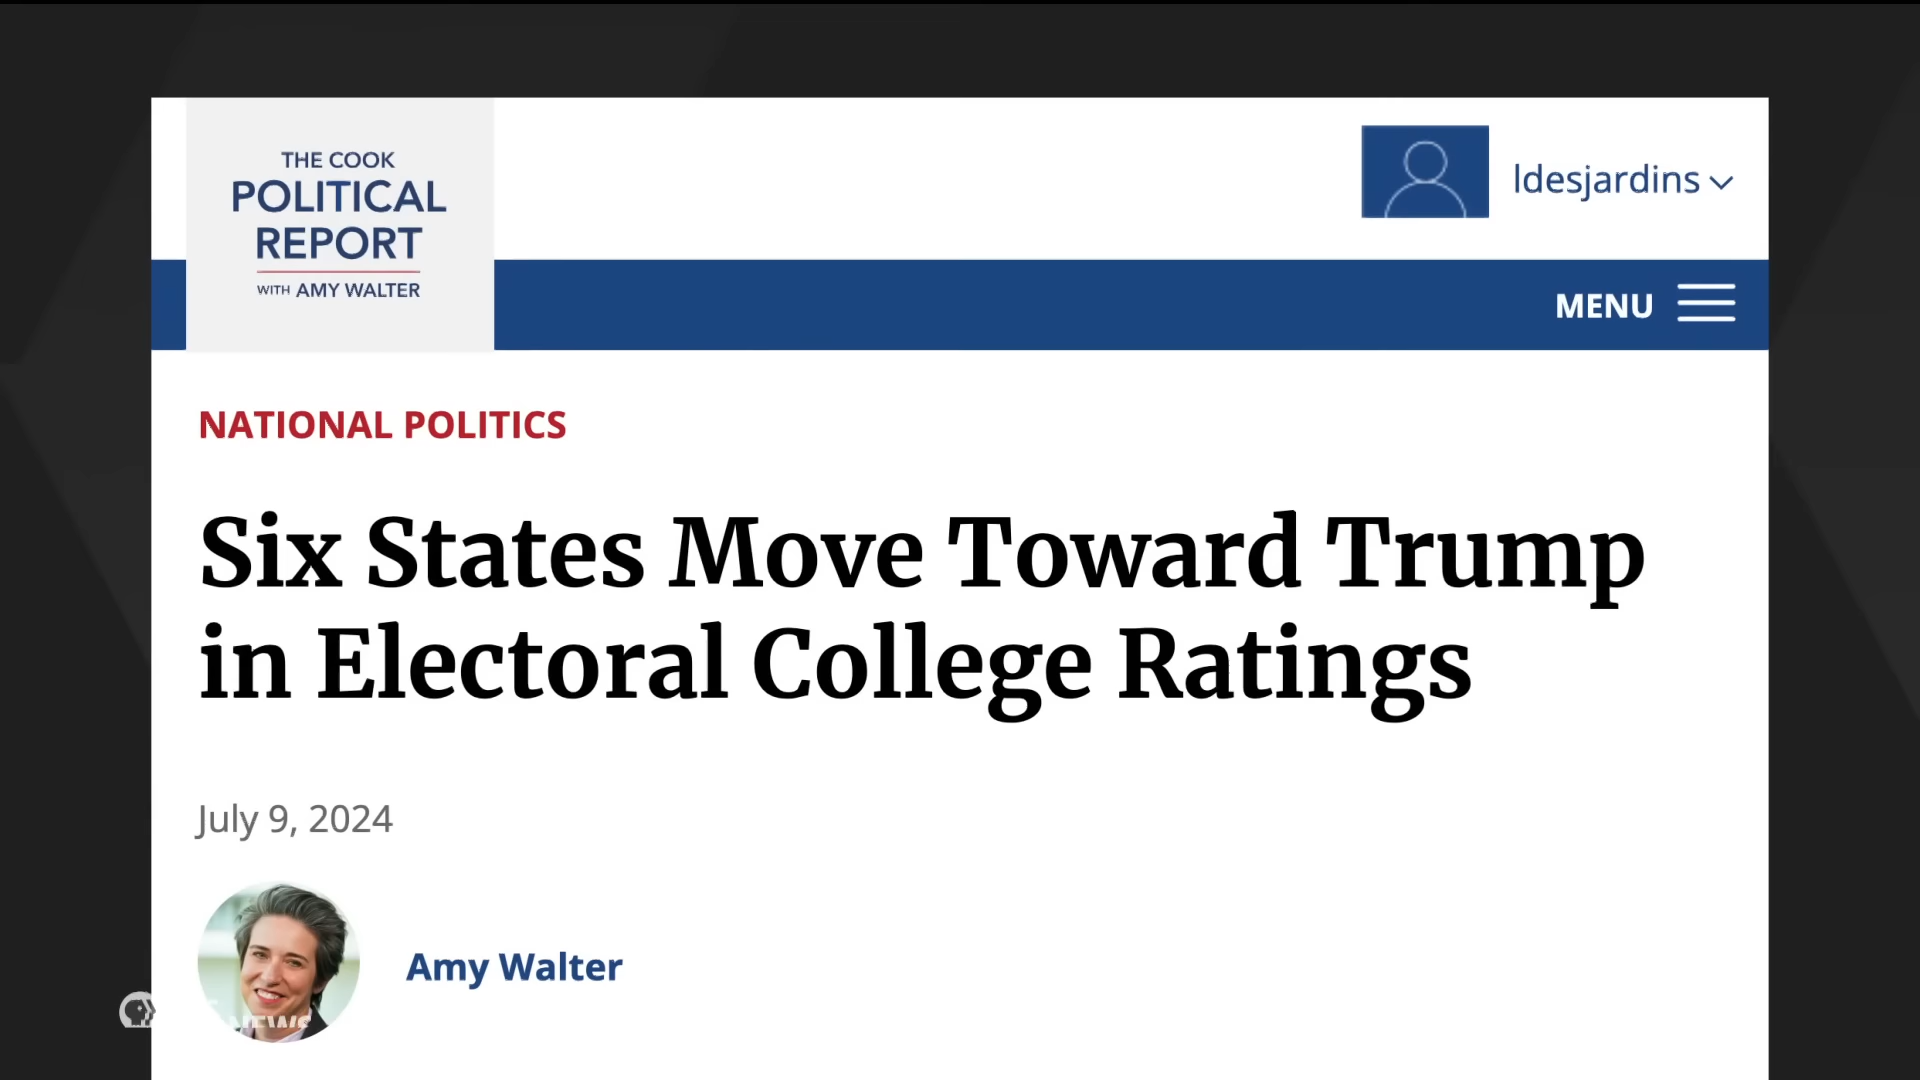 THE COOK
POLITICAL
REPORT
WITH AMY WALTER
ldesjardins
MENU
NATIONAL POLITICS
Six States Move Toward Trump
in Electoral College Ratings
July 9, 2024
Amy Walter
NEWS